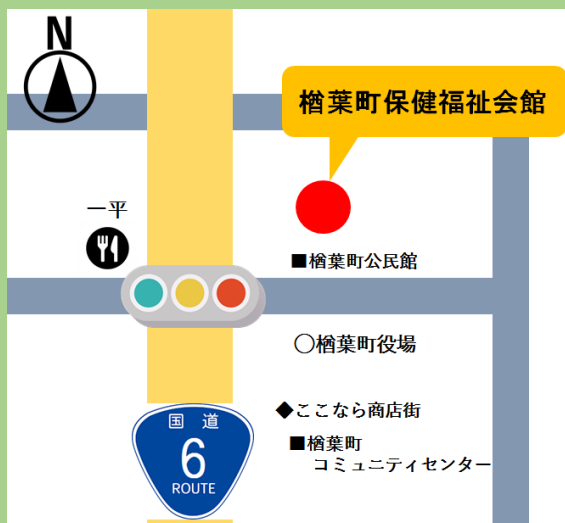 N
楢葉町保健福祉会館
一平
■楢葉町公民館
○楢葉町役場
◆ここなら商店街
国道
6
ROUTE
■楢葉町
コミュニティセンター